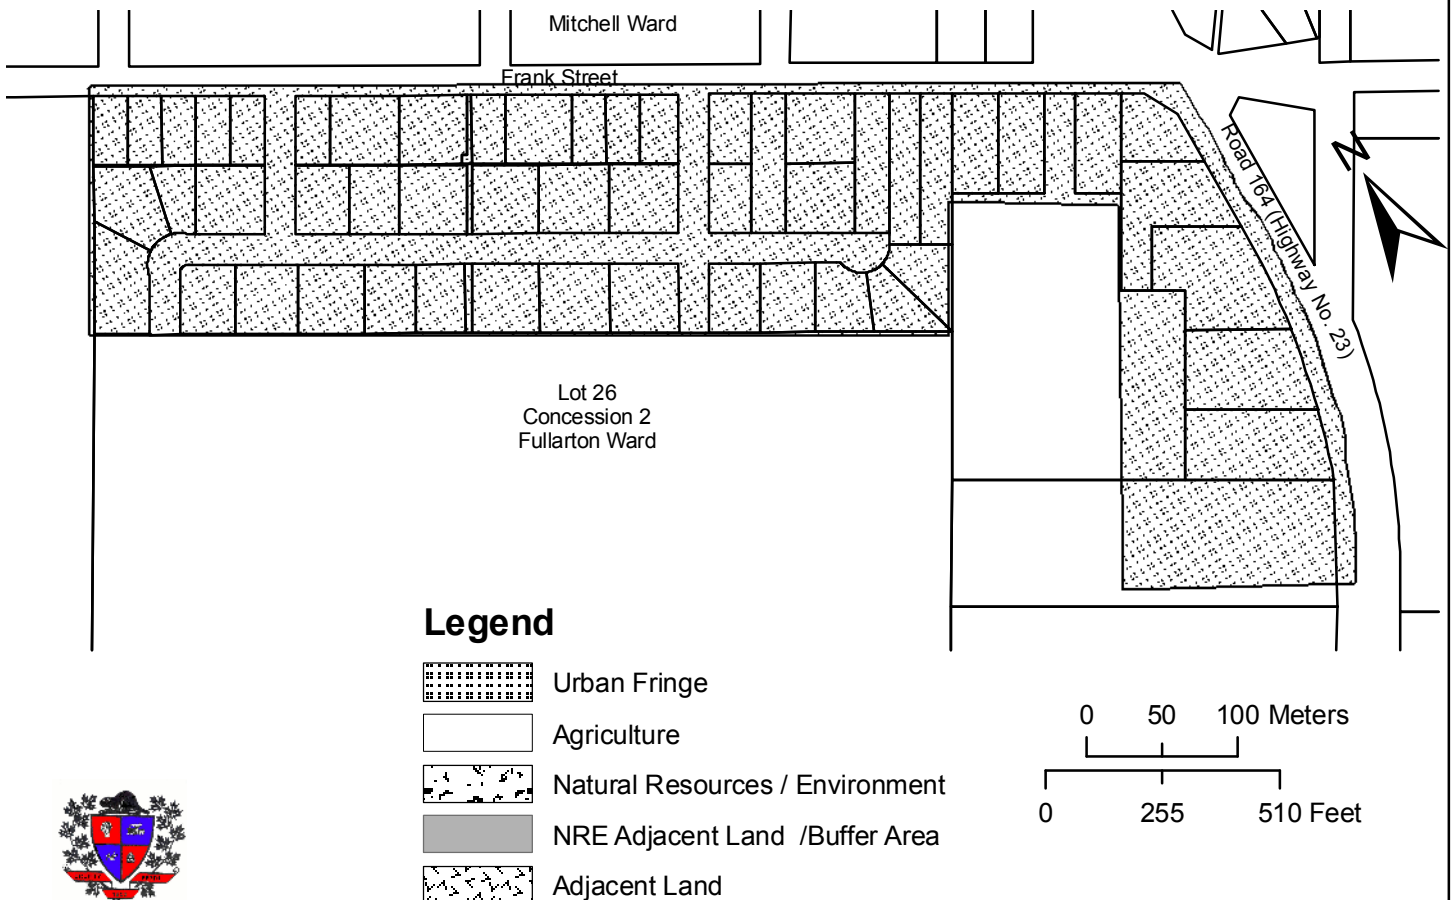 Mitchell Ward
Frank Street
Road 164 (Highway No. 23)
N
Lot 26
Concession 2
Fullarton Ward
Legend
Urban Fringe
Agriculture
Natural Resources / Environment
NRE Adjacent Land /Buffer Area
Adjacent Land
0 50 100 Meters
0 255 510 Feet